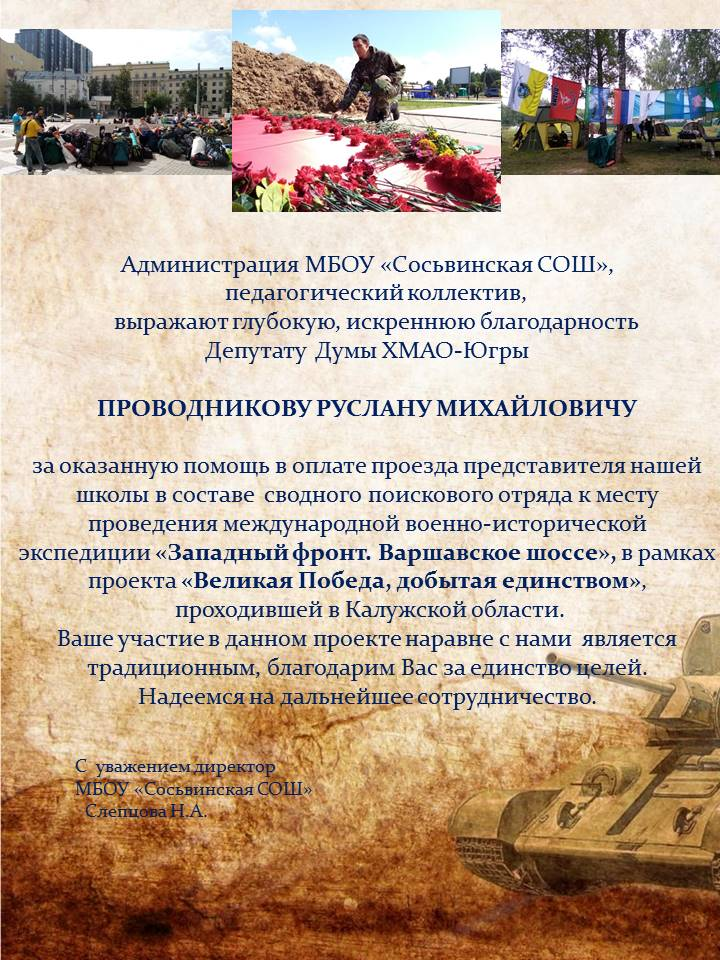 Администрация МБОУ «Сосьвинская СОШ»,
педагогический коллектив,
выражают глубокую, искреннюю благодарность
Депутату Думы ХМАО-Югры
ПРОВОДНИКОВУ РУСЛАНУ МИХАЙЛОВИЧУ
за оказанную помощь в оплате проезда представителя нашей
школы в составе сводного поискового отряда к месту
проведения международной военно-исторической
экспедиции «Западный фронт. Варшавское шоссе», в рамках
проекта «Великая Победа, добытая единством»,
проходившей в Калужской области.
Ваше участие в данном проекте наравне с нами является
традиционным, благодарим Вас за единство целей.
Надеемся на дальнейшее сотрудничество.
С уважением директор
МБОУ «Сосьвинская СОШ»
Слепцова Н.А.